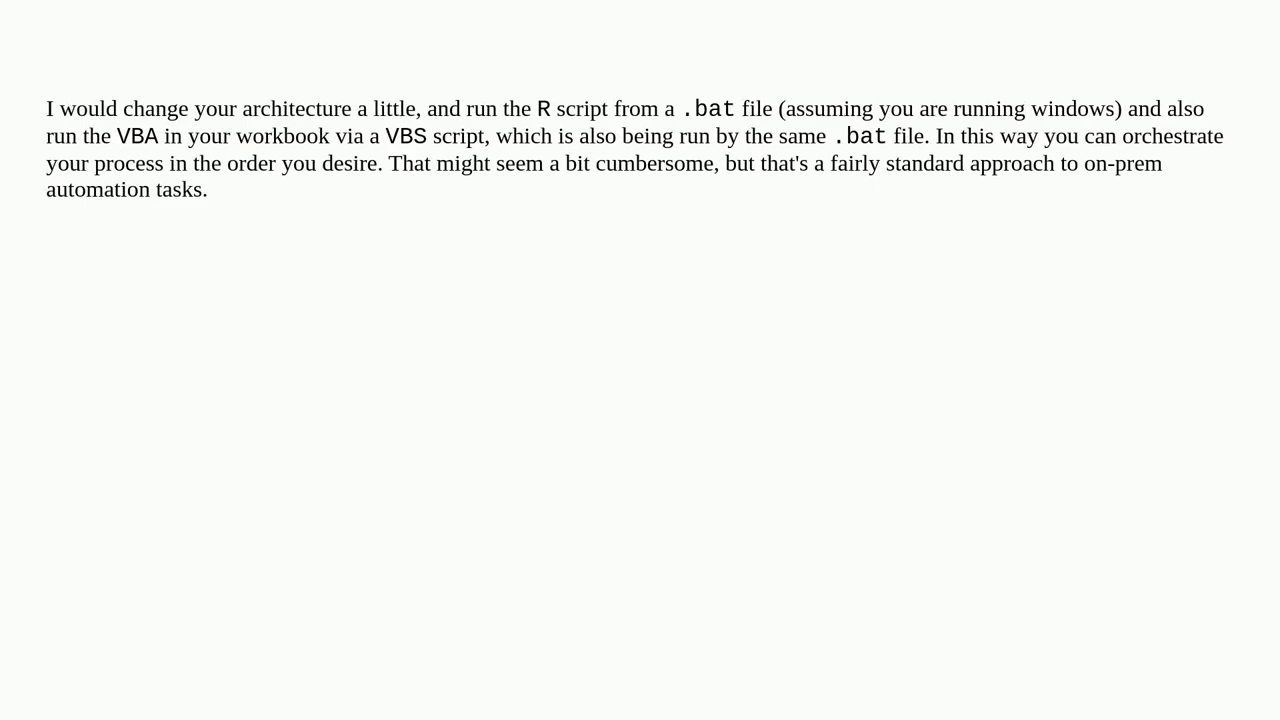 I would change your architecture a little, and run the R script from a .bat file (assuming you are running windows) and also
run the VBA in your workbook via a VBS script, which is also being run by the same .bat file. In this way you can orchestrate
your process in the order you desire. That might seem a bit cumbersome, but that's a fairly standard approach to on-prem
automation tasks.